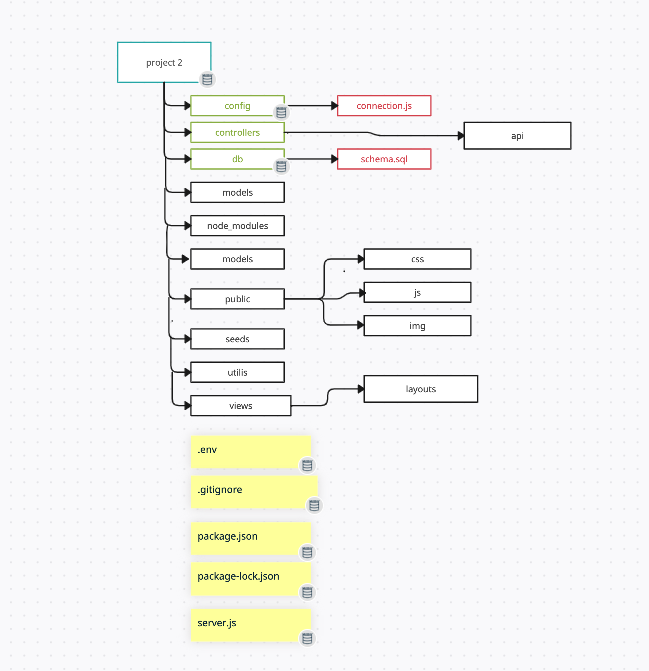 project 2
config
connection.js
controllers
api
db
schema.sql
models
node_modules
models
css
public
js
img
seeds
utilis
views
layouts
.env
.gitignore
package.json
package-lock.json
server.js